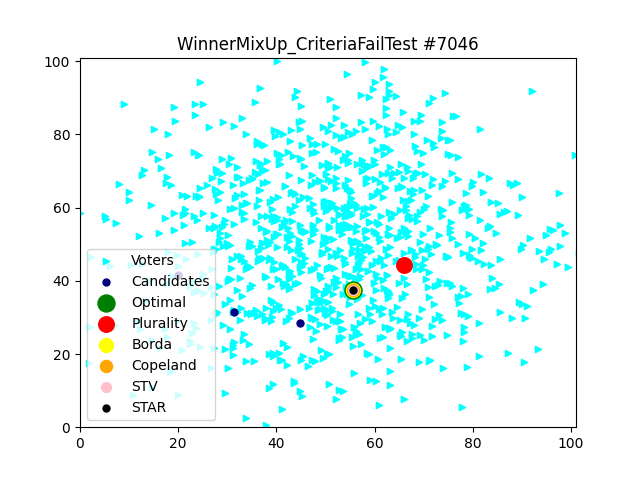 WinnerMixUp_CriteriaFailTest #7046
100
80
60
40
20
0
Voters
Candidates
Optimal
Plurality
Borda
Copeland
STV
STAR
0 20 40 60 80 100